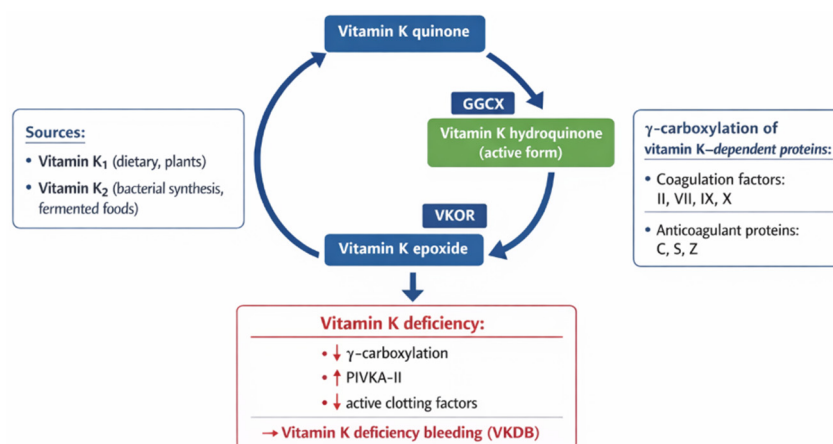 Vitamin K quinone
GGCX
Vitamin K hydroquinone
(active form)
Sources:
• Vitamin K₁ (dietary, plants)
• Vitamin K₂ (bacterial synthesis,
fermented foods)
γ-carboxylation of
vitamin K–dependent proteins:
• Coagulation factors:
II, VII, IX, X
• Anticoagulant proteins:
C, S, Z
VKOR
Vitamin K epoxide
Vitamin K deficiency:
• ↓ γ-carboxylation
• ↑ PIVKA-II
• ↓ active clotting factors
→ Vitamin K deficiency bleeding (VKDB)